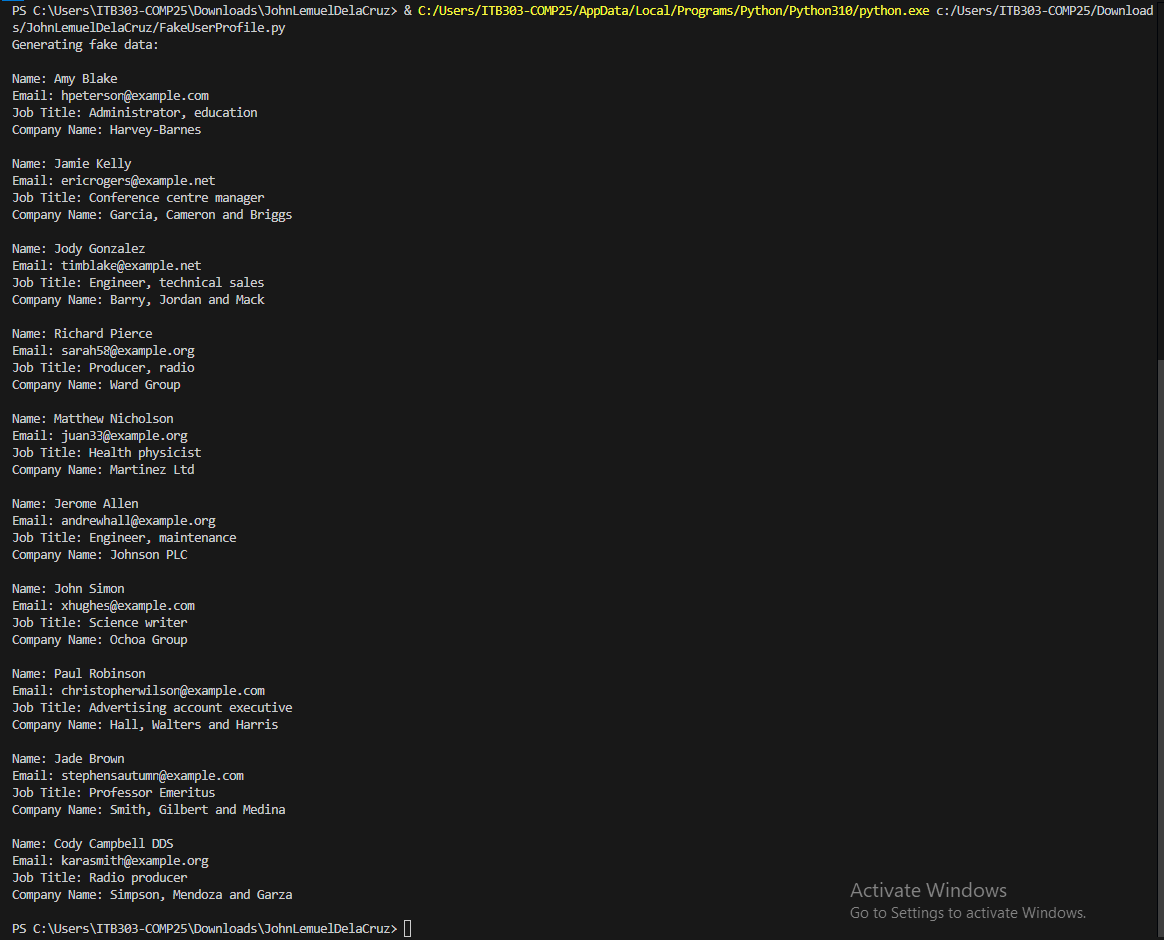 PS C:\Users\ITB303-COMP25\Downloads\JohnLemuelDelaCruz> & C:/Users/ITB303-COMP25/AppData/Local/Programs/Python/Python310/python.exe c:/Users/ITB303-COMP25/Download
s/JohnLemuelDelaCruz/FakeUserProfile.py
Generating fake data:
Name: Amy Blake
Email: hpeterson@example.com
Job Title: Administrator, education
Company Name: Harvey-Barnes
Name: Jamie Kelly
Email: ericrogers@example.net
Job Title: Conference centre manager
Company Name: Garcia, Cameron and Briggs
Name: Jody Gonzalez
Email: timblake@example.net
Job Title: Engineer, technical sales
Company Name: Barry, Jordan and Mack
Name: Richard Pierce
Email: sarah58@example.org
Job Title: Producer, radio
Company Name: Ward Group
Name: Matthew Nicholson
Email: juan33@example.org
Job Title: Health physicist
Company Name: Martinez Ltd
Name: Jerome Allen
Email: andrewhall@example.org
Job Title: Engineer, maintenance
Company Name: Johnson PLC
Name: John Simon
Email: xhughes@example.com
Job Title: Science writer
Company Name: Ochoa Group
Name: Paul Robinson
Email: christopherwilson@example.com
Job Title: Advertising account executive
Company Name: Hall, Walters and Harris
Name: Jade Brown
Email: stephensautumn@example.com
Job Title: Professor Emeritus
Company Name: Smith, Gilbert and Medina
Name: Cody Campbell DDS
Email: karasmith@example.org
Job Title: Radio producer
Company Name: Simpson, Mendoza and Garza
Activate Windows
Go to Settings to activate Windows.
PS C:\Users\ITB303-COMP25\Downloads\JohnLemuelDelaCruz>